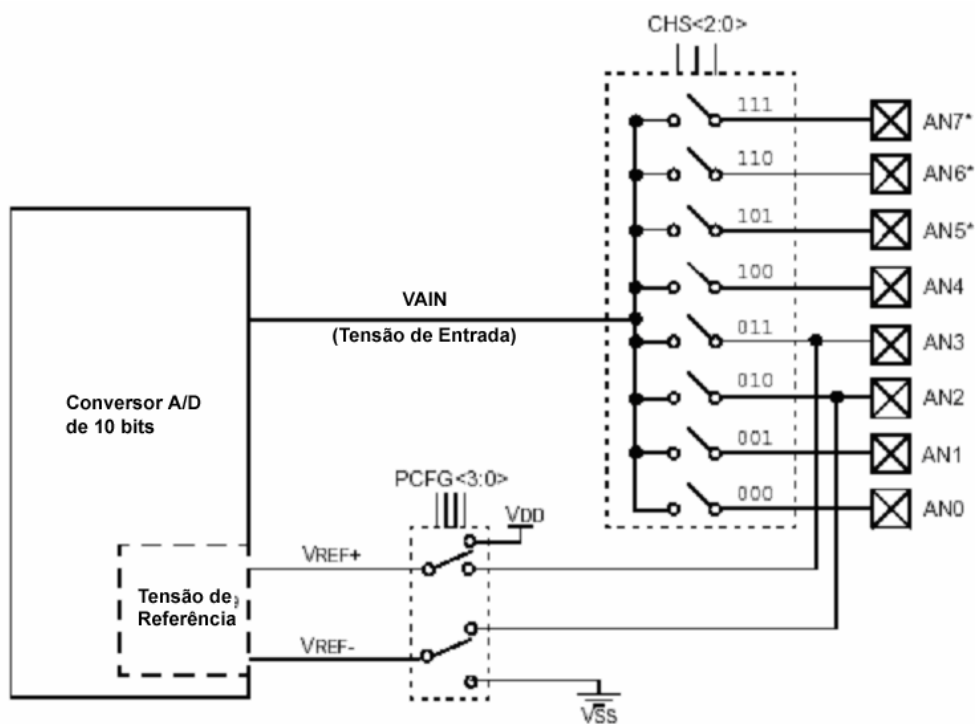 CHS<2:0>
111
AN7*
110
AN6*
101
AN5*
100
AN4
VAIN
(Tensão de Entrada)
011
AN3
010
AN2
Conversor A/D
de 10 bits
001
AN1
PCFG<3:0>
000
AN0
VDD
VREF+
Tensão de
Referência
VREF-
VSS